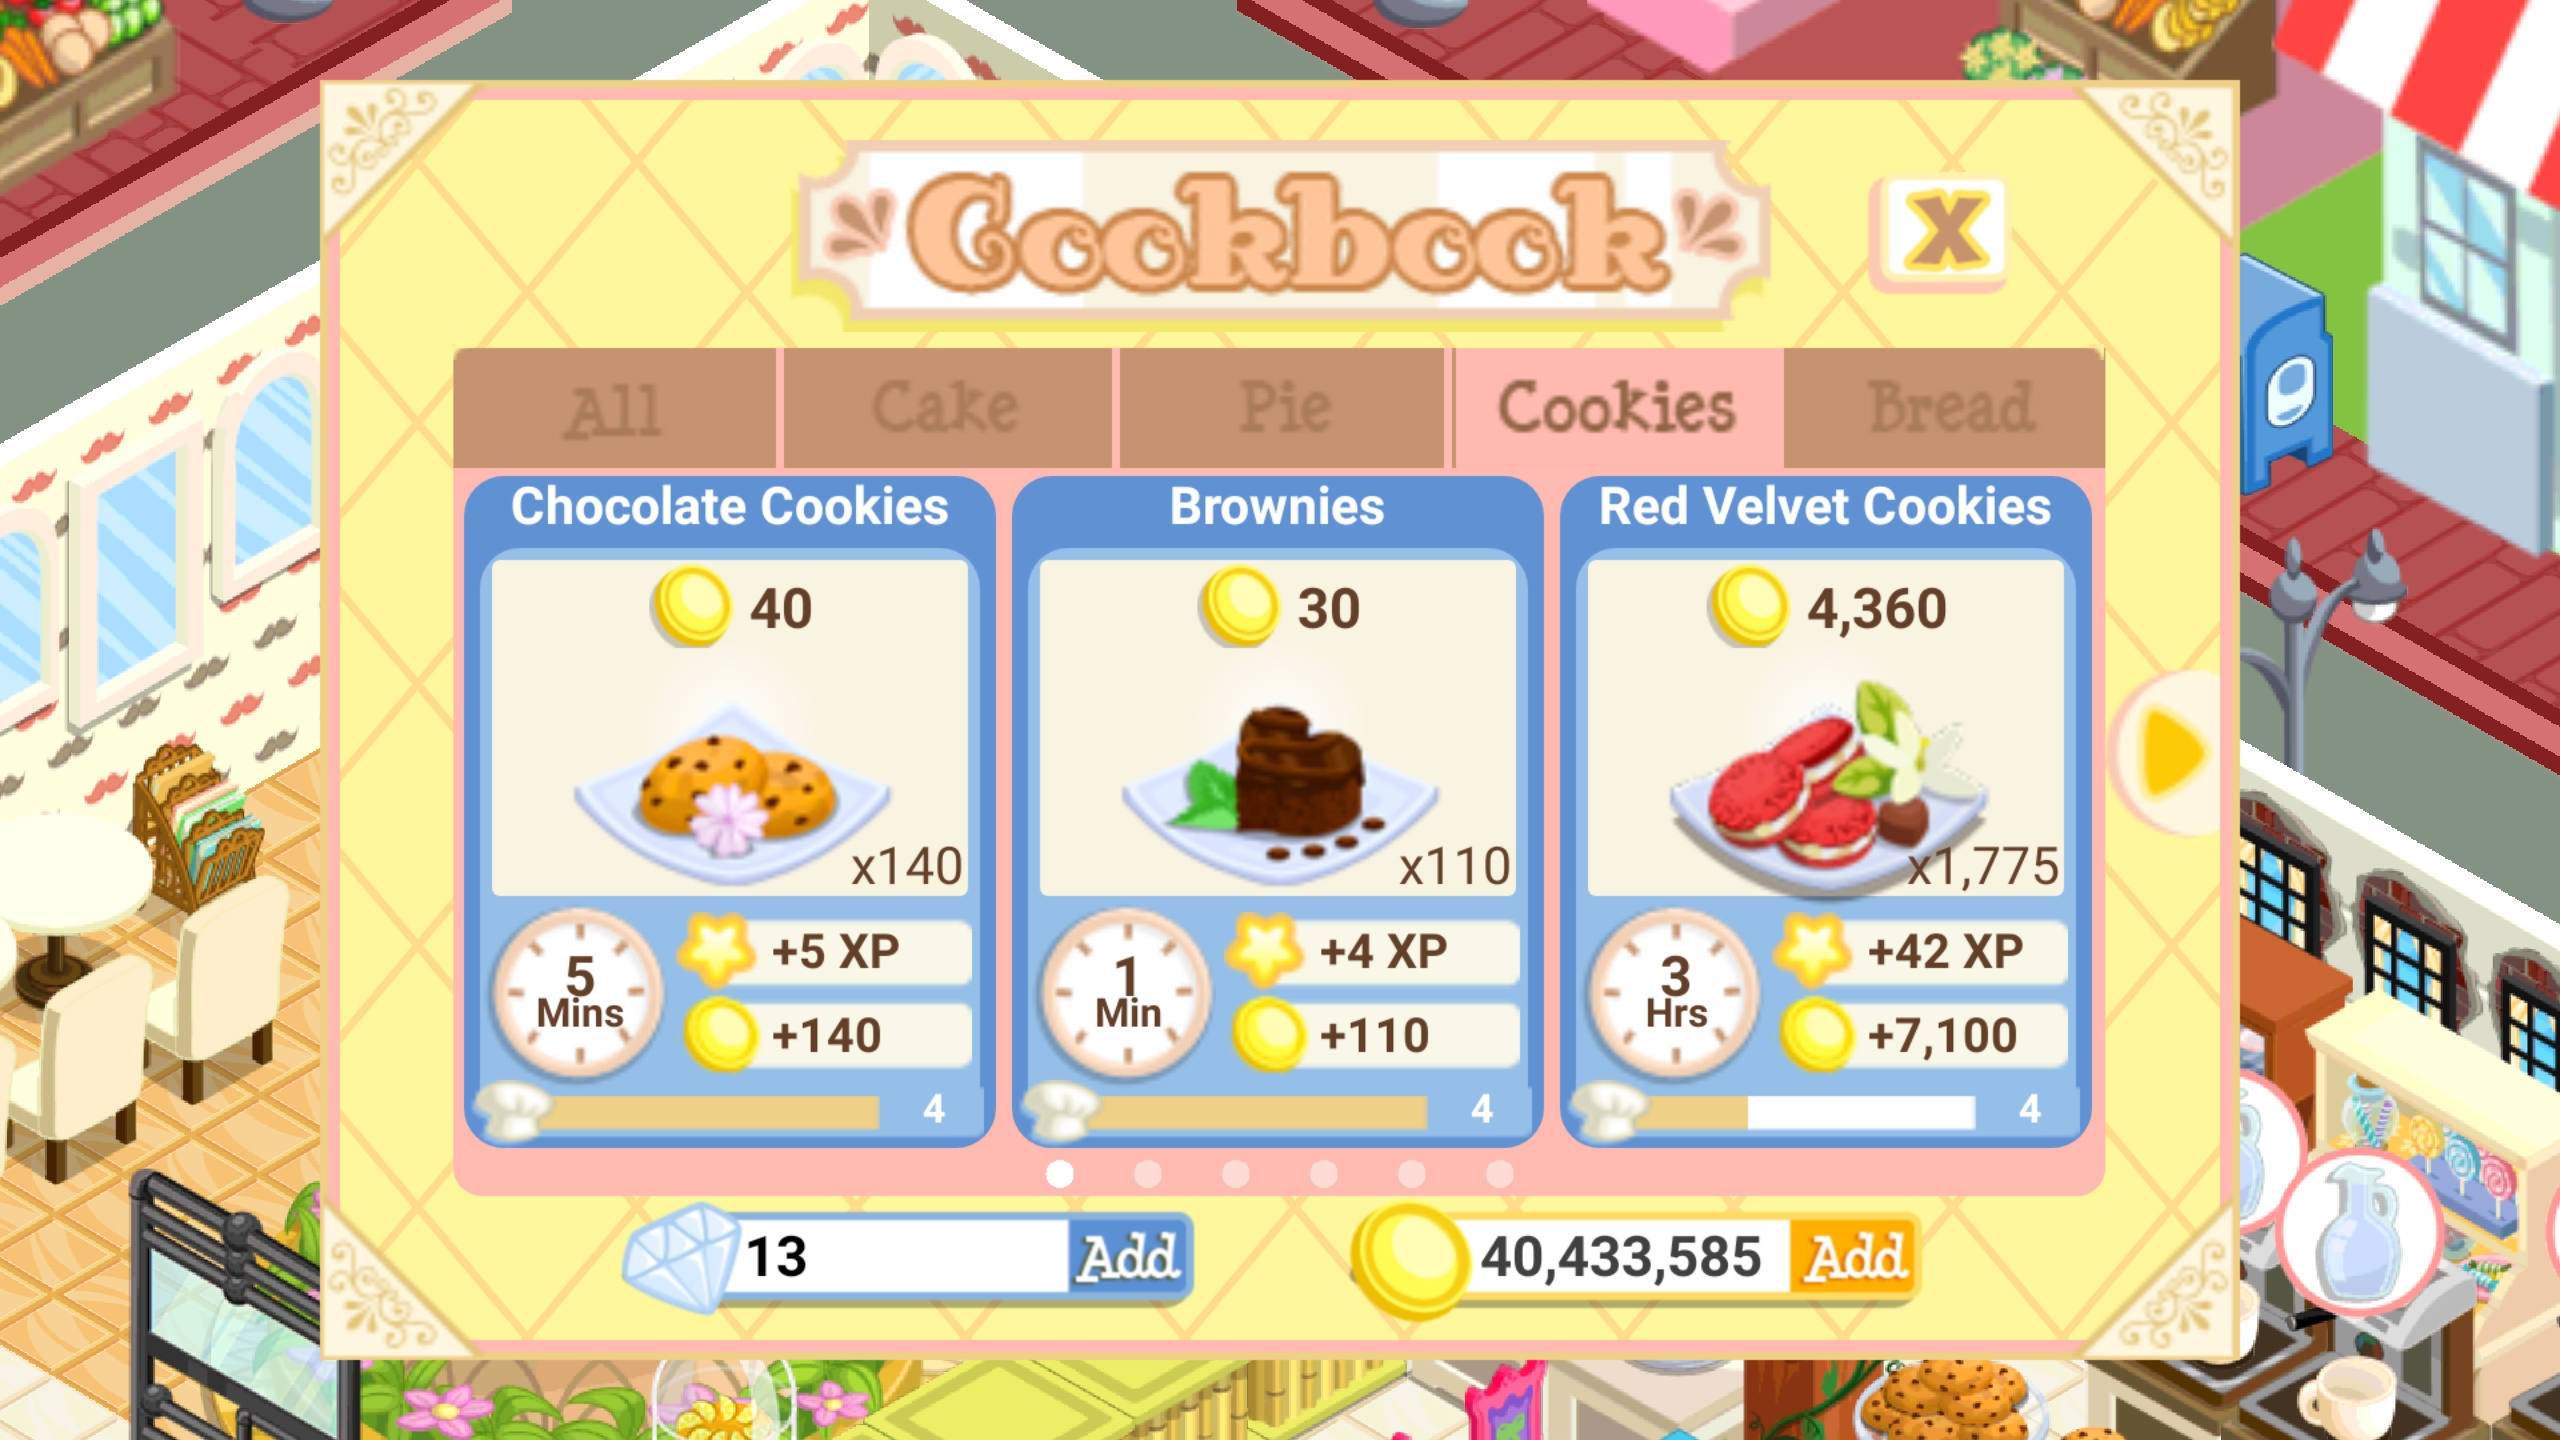 Cookbook
X
All
Cake
Pie
Cookies
Bread
Chocolate Cookies
40
x140
5
Mins
+5 XP
+140
4
Brownies
30
x110
1
Min
+4 XP
+110
4
Red Velvet Cookies
4,360
x1,775
3
Hrs
+42 XP
+7,100
4
13
Add
40,433,585
Add